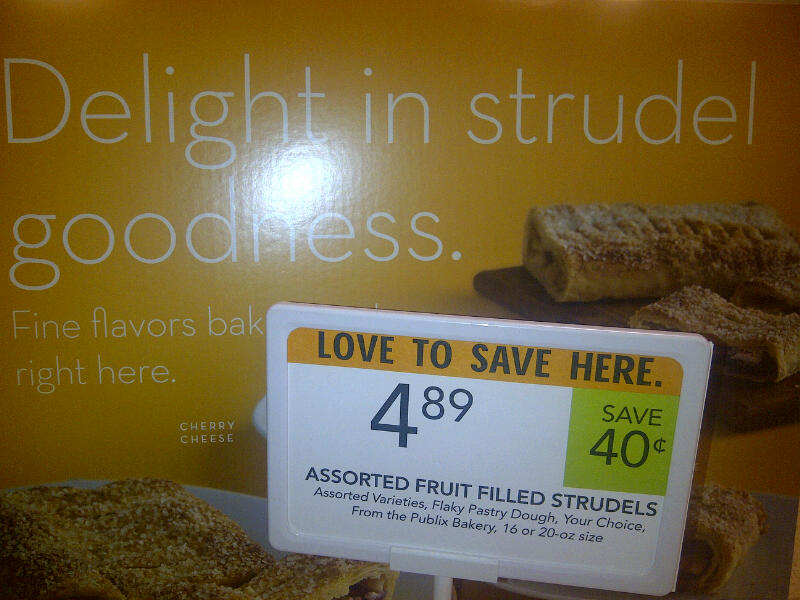 Delight in strudel
goodness.
Fine flavors
right here.
CHERRY
CHEESE
LOVE TO SAVE HERE.
4 89
SAVE
40¢
ASSORTED FRUIT FILLED STRUDELS
Assorted Varieties, Flaky Pastry Dough, Your Choice,
From the Publix Bakery, 16 or 20-oz size